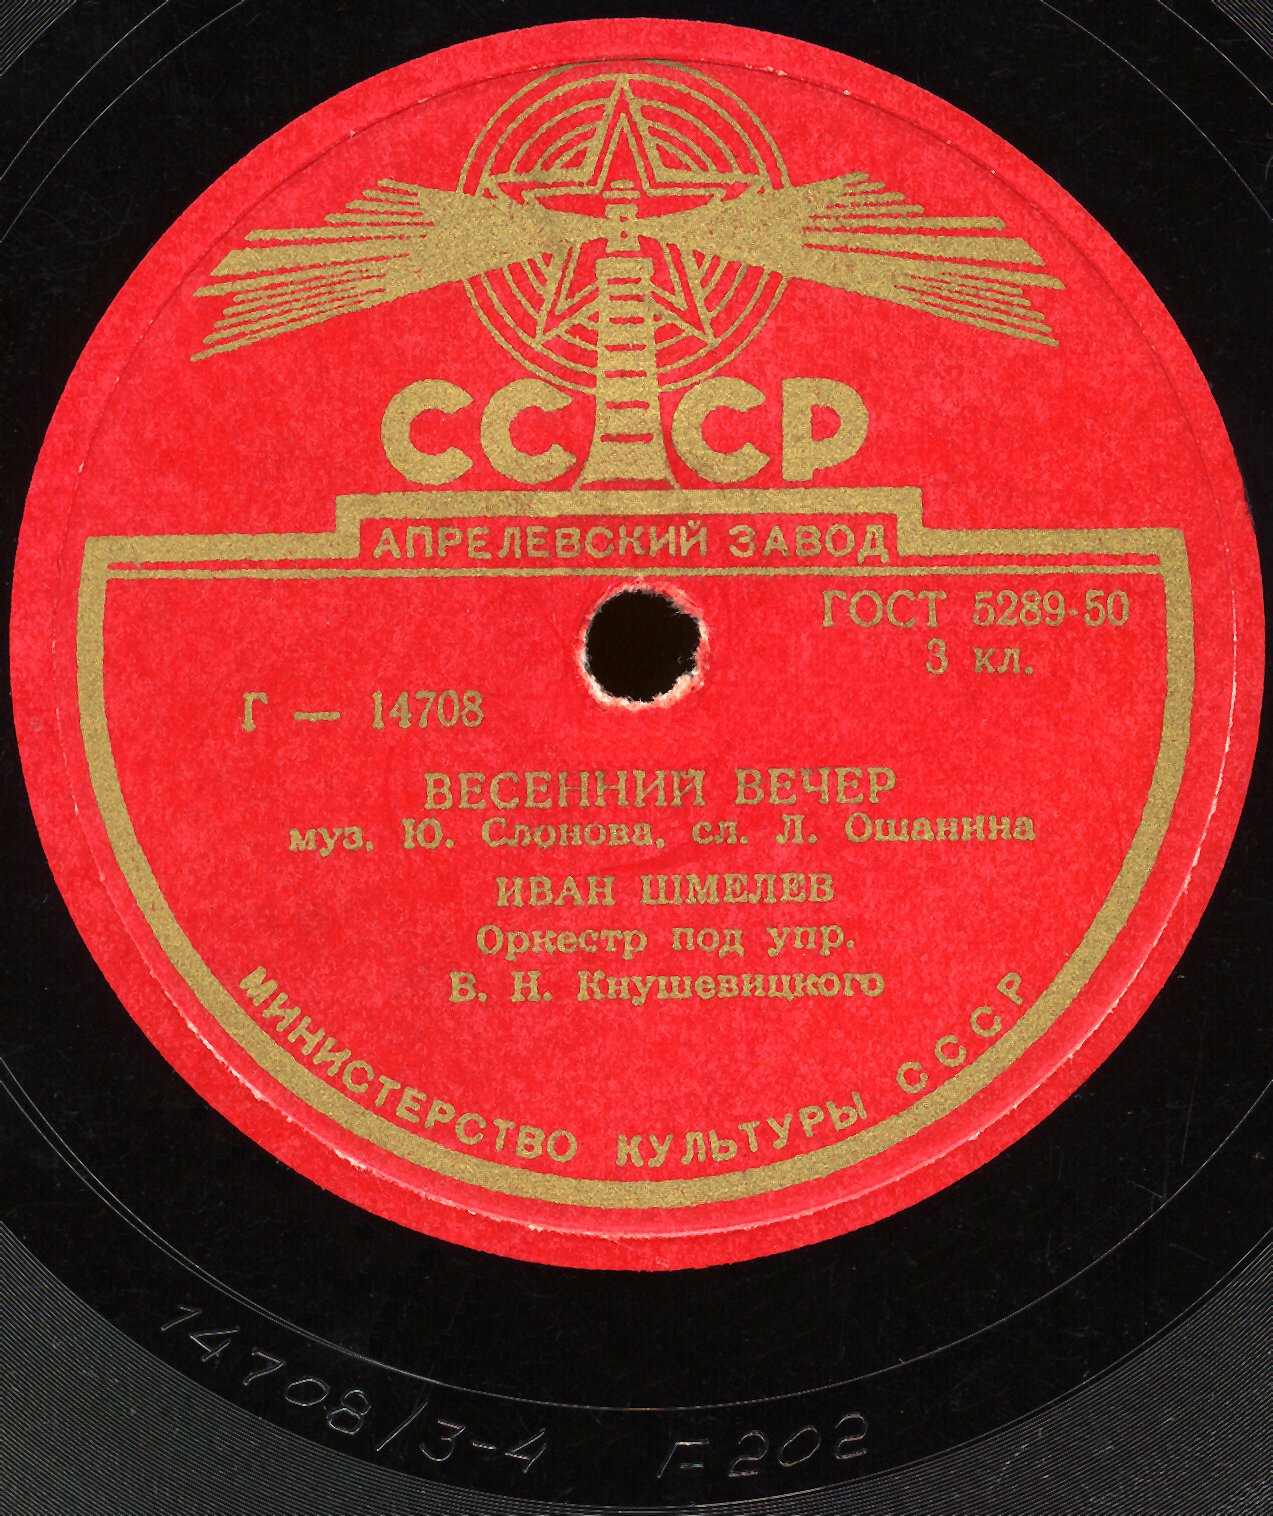 СССР
АПРЕЛЕВСКИЙ ЗАВОД
ГОСТ 5289-50
3 кл.
Г — 14708
ВЕСЕННИЙ ВЕЧЕР
муз. Ю. Слонова, сл. Л. Ошанина
ИВАН ШМЕЛЕВ
Оркестр под упр.
В. Н. Кнушевицкого
МИНИСТЕРСТВО КУЛЬТУРЫ СССР
14708/3-4 Г-202